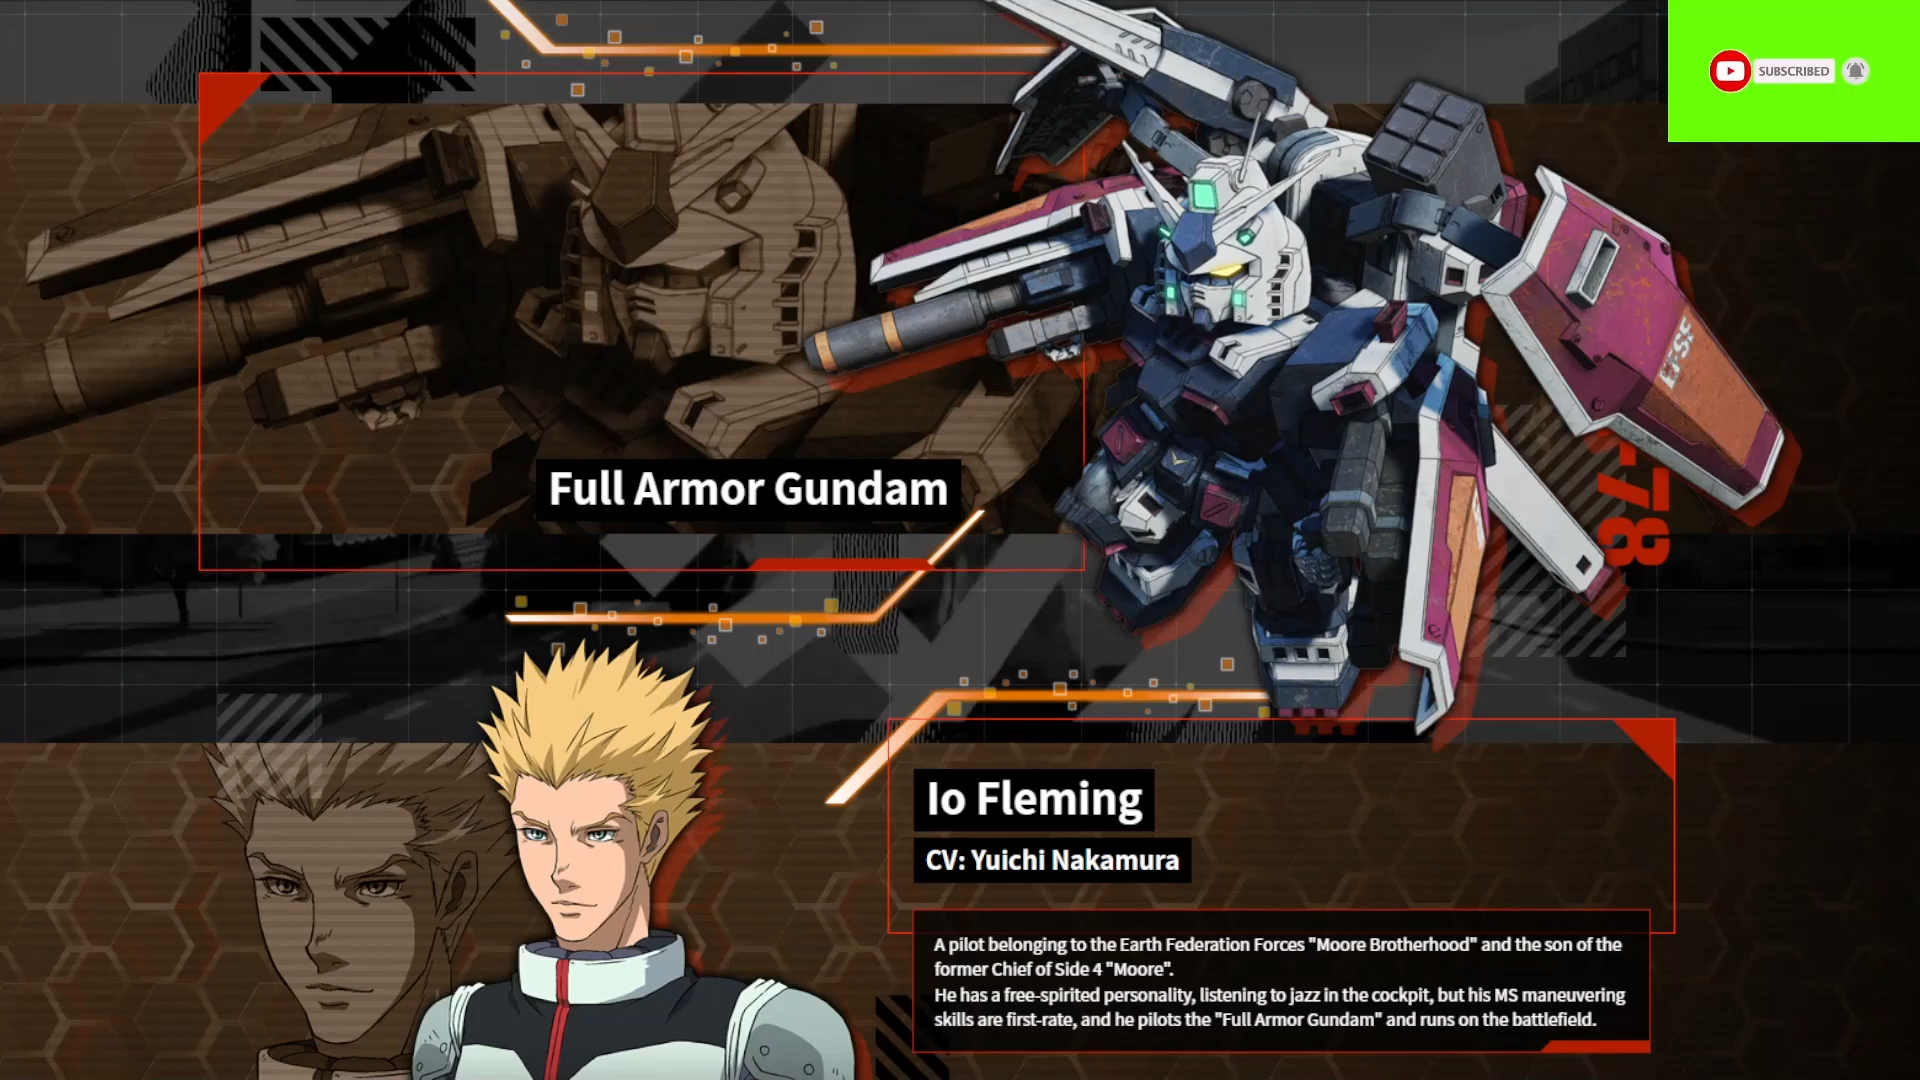 SUBSCRIBED
EFSF
-78
Full Armor Gundam
Io Fleming
CV: Yuichi Nakamura
A pilot belonging to the Earth Federation Forces "Moore Brotherhood" and the son of the
former Chief of Side 4 "Moore".
He has a free-spirited personality, listening to jazz in the cockpit, but his MS maneuvering
skills are first-rate, and he pilots the "Full Armor Gundam" and runs on the battlefield.